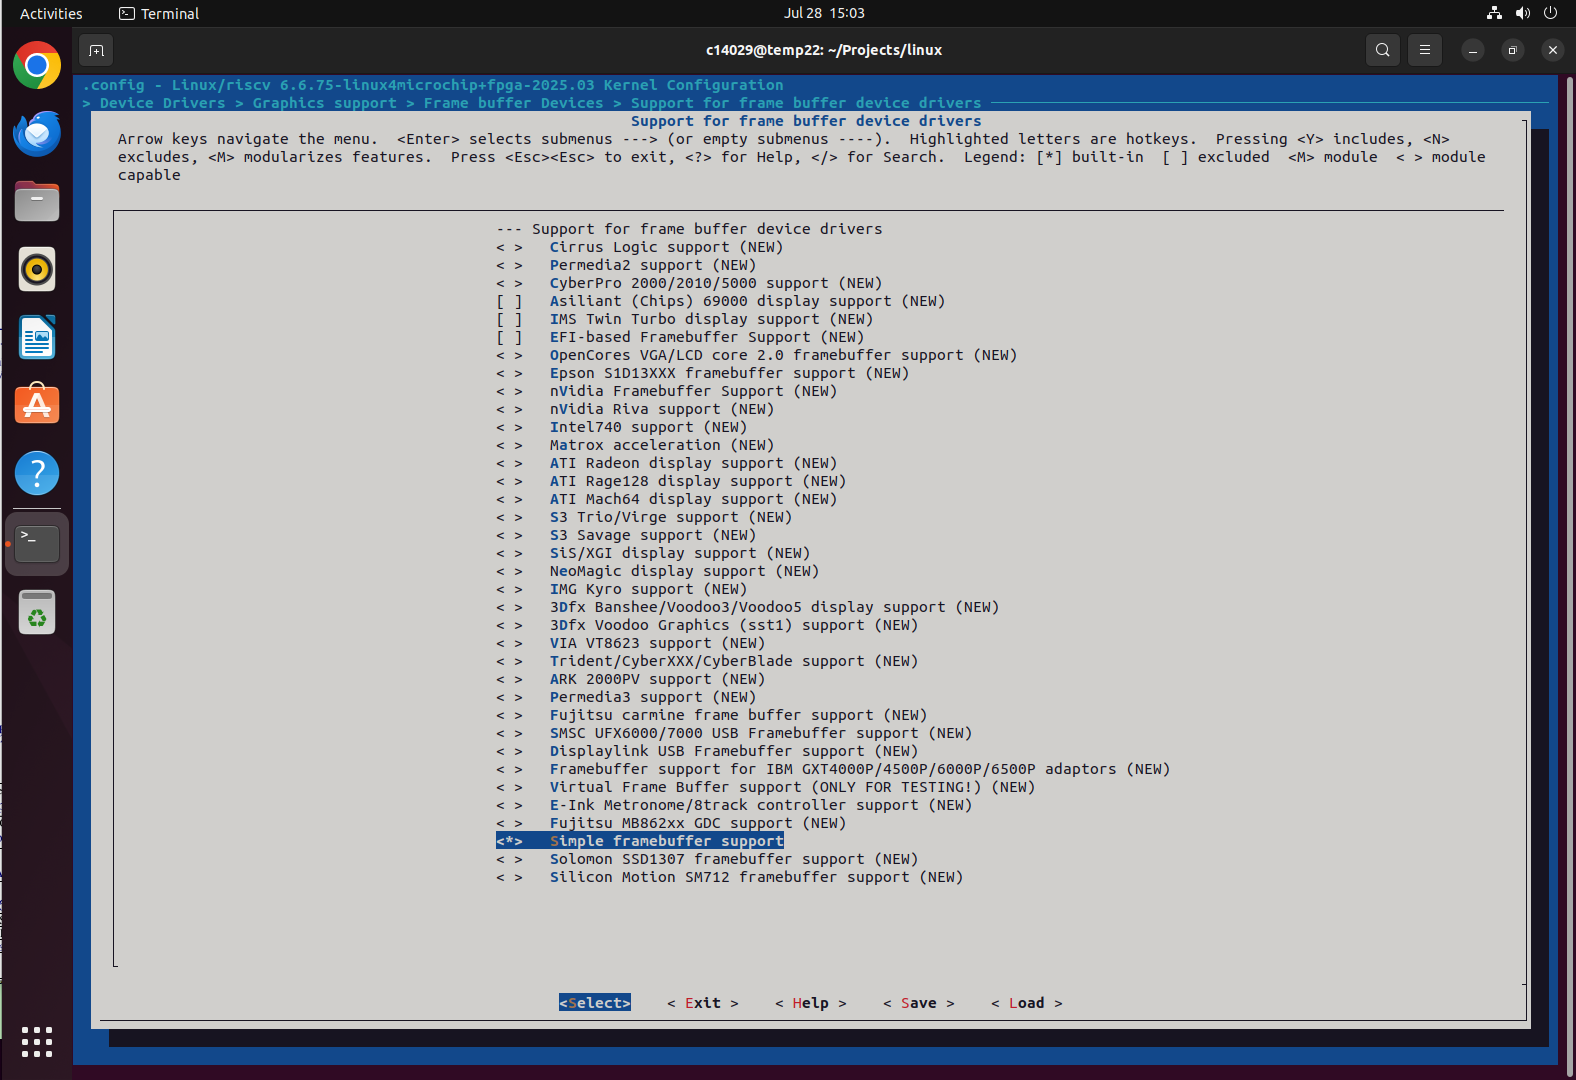 Activities
Terminal
Jul 28 15:03
c14029@temp22: ~/Projects/linux
.config - Linux/riscv 6.6.75-linux4microchip+fpga-2025.03 Kernel Configuration
> Device Drivers > Graphics support > Frame buffer Devices > Support for frame buffer device drivers
Support for frame buffer device drivers
Arrow keys navigate the menu.  <Enter> selects submenus ---> (or empty submenus ----).  Highlighted letters are hotkeys.  Pressing <Y> includes, <N>
excludes, <M> modularizes features.  Press <Esc><Esc> to exit, <?> for Help, </> for Search.  Legend: [*] built-in  [ ] excluded  <M> module  < > module
capable
--- Support for frame buffer device drivers
< >   Cirrus Logic support (NEW)
< >   Permedia2 support (NEW)
< >   CyberPro 2000/2010/5000 support (NEW)
[ ]   Asiliant (Chips) 69000 display support (NEW)
[ ]   IMS Twin Turbo display support (NEW)
[ ]   EFI-based Framebuffer Support (NEW)
< >   OpenCores VGA/LCD core 2.0 framebuffer support (NEW)
< >   Epson S1D13XXX framebuffer support (NEW)
< >   nVidia Framebuffer Support (NEW)
< >   nVidia Riva support (NEW)
< >   Intel740 support (NEW)
< >   Matrox acceleration (NEW)
< >   ATI Radeon display support (NEW)
< >   ATI Rage128 display support (NEW)
< >   ATI Mach64 display support (NEW)
< >   S3 Trio/Virge support (NEW)
< >   S3 Savage support (NEW)
< >   SiS/XGI display support (NEW)
< >   NeoMagic display support (NEW)
< >   IMG Kyro support (NEW)
< >   3Dfx Banshee/Voodoo3/Voodoo5 display support (NEW)
< >   3Dfx Voodoo Graphics (sst1) support (NEW)
< >   VIA VT8623 support (NEW)
< >   Trident/CyberXXX/CyberBlade support (NEW)
< >   ARK 2000PV support (NEW)
< >   Permedia3 support (NEW)
< >   Fujitsu carmine frame buffer support (NEW)
< >   SMSC UFX6000/7000 USB Framebuffer support (NEW)
< >   Displaylink USB Framebuffer support (NEW)
< >   Framebuffer support for IBM GXT4000P/4500P/6000P/6500P adaptors (NEW)
< >   Virtual Frame Buffer support (ONLY FOR TESTING!) (NEW)
< >   E-Ink Metronome/8track controller support (NEW)
< >   Fujitsu MB862xx GDC support (NEW)
<*>   Simple framebuffer support
< >   Solomon SSD1307 framebuffer support (NEW)
< >   Silicon Motion SM712 framebuffer support (NEW)
<Select>    < Exit >    < Help >    < Save >    < Load >